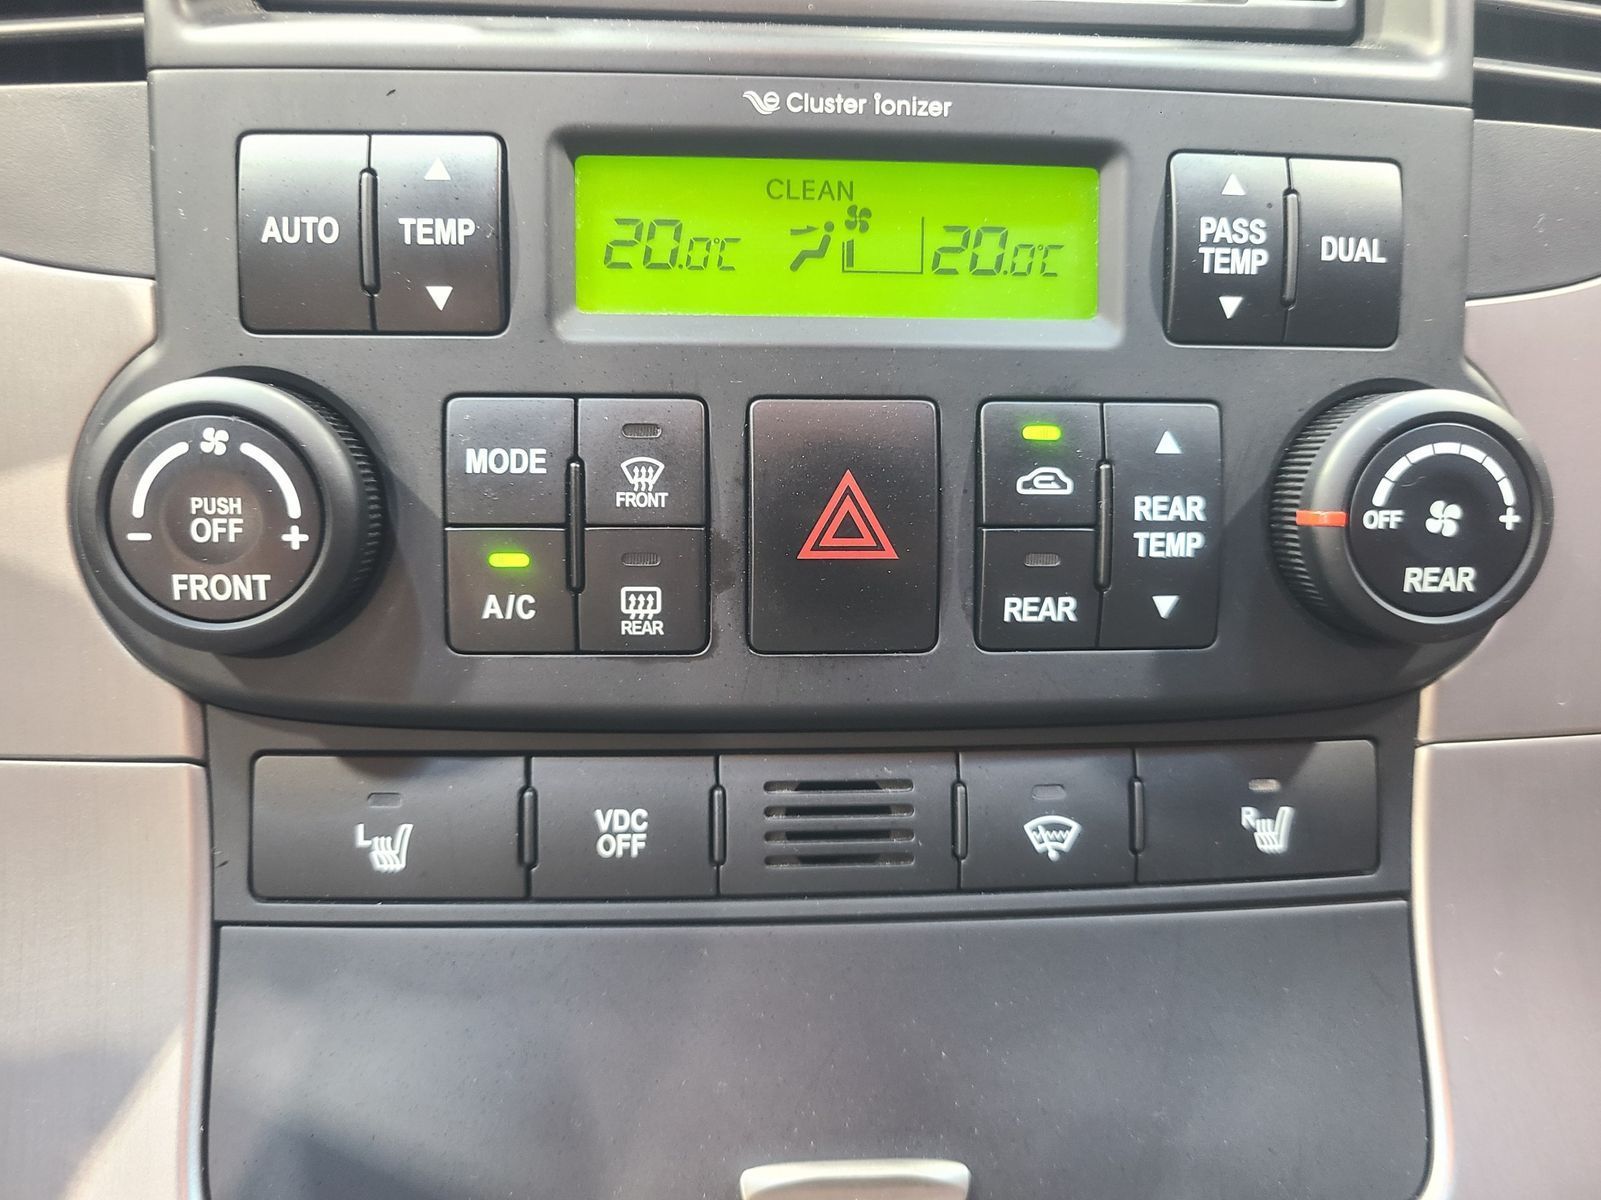 Cluster ionizer
AUTO
TEMP
CLEAN
20.0°C
20.0°C
PASS
TEMP
DUAL
PUSH
OFF
- +
FRONT
MODE
FRONT
A/C
REAR
REAR
REAR
TEMP
OFF +
REAR
L
VDC
OFF
R